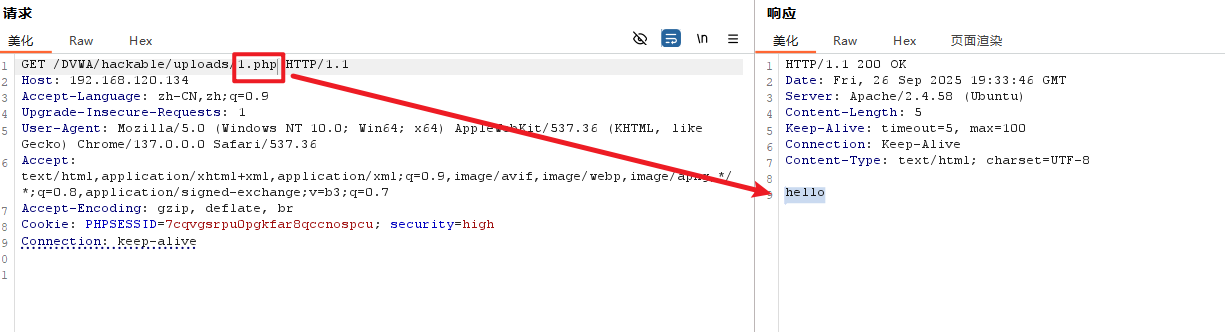 请求
美化 Raw Hex
\n
1 GET /DVWA/hackable/uploads/1.php HTTP/1.1
2 Host: 192.168.120.134
3 Accept-Language: zh-CN,zh;q=0.9
4 Upgrade-Insecure-Requests: 1
5 User-Agent: Mozilla/5.0 (Windows NT 10.0; Win64; x64) AppleWebKit/537.36 (KHTML, like
Gecko) Chrome/137.0.0.0 Safari/537.36
6 Accept:
text/html,application/xhtml+xml,application/xml;q=0.9,image/avif,image/webp,image/apng,*/
*;q=0.8,application/signed-exchange;v=b3;q=0.7
7 Accept-Encoding: gzip, deflate, br
8 Cookie: PHPSESSID=7cqvgsrpu0pgkfar8qccnospcu; security=high
9 Connection: keep-alive
0
1
响应
美化 Raw Hex 页面渲染
1 HTTP/1.1 200 OK
2 Date: Fri, 26 Sep 2025 19:33:46 GMT
3 Server: Apache/2.4.58 (Ubuntu)
4 Content-Length: 5
5 Keep-Alive: timeout=5, max=100
6 Connection: Keep-Alive
7 Content-Type: text/html; charset=UTF-8
8
9 hello